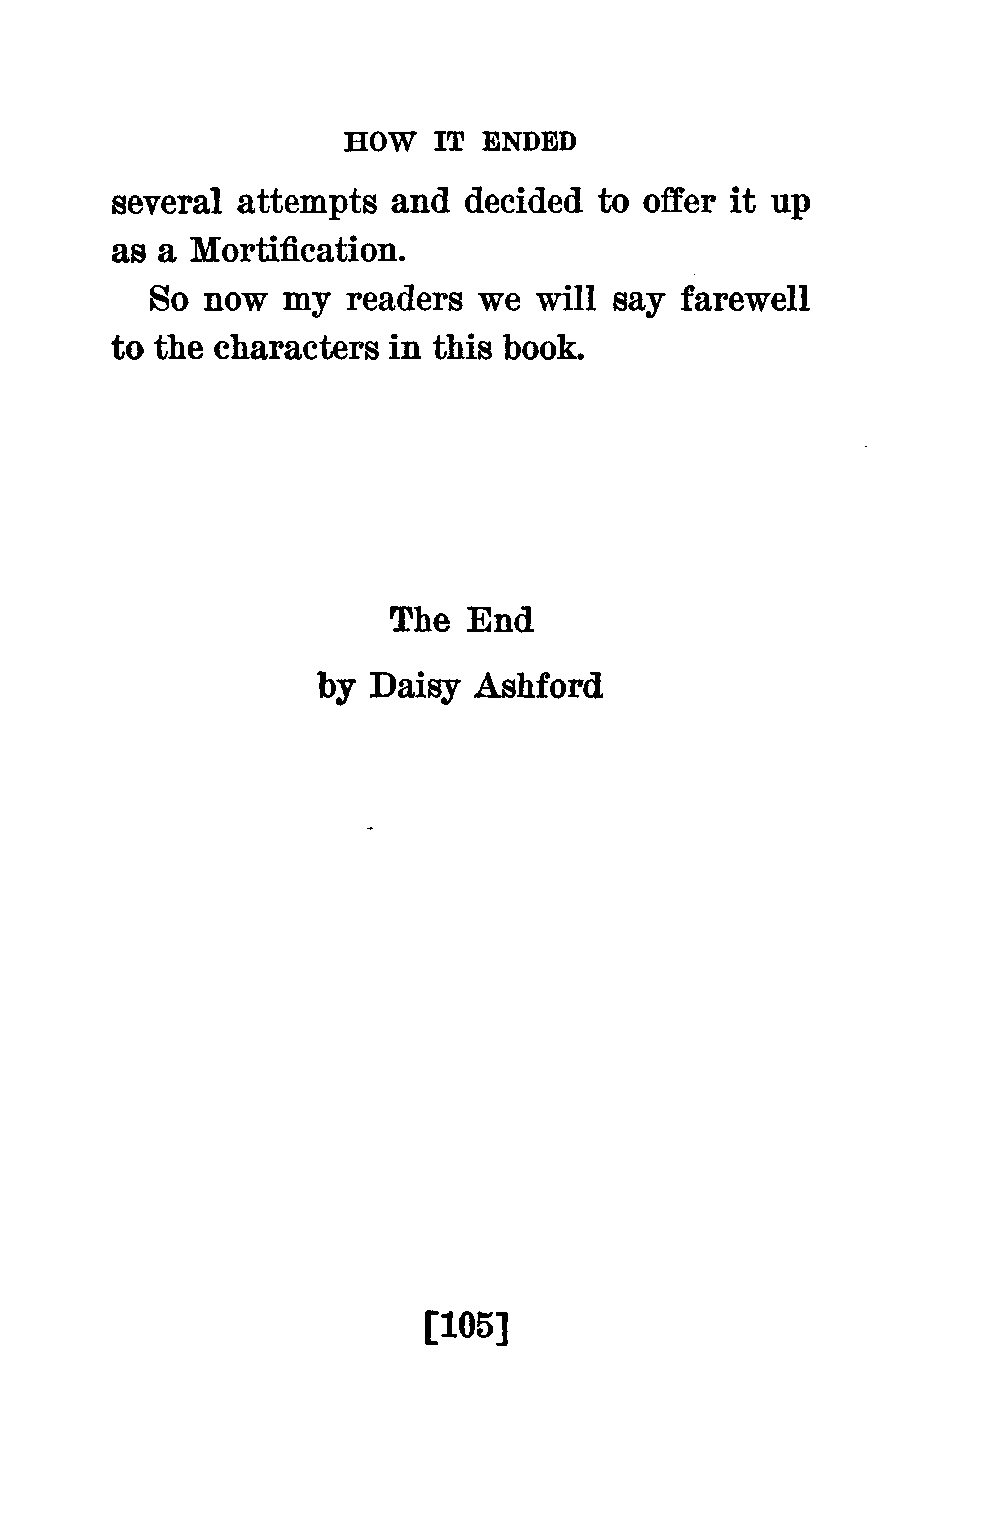 HOW IT ENDED
several attempts and decided to offer it up
as a Mortification.
So now my readers we will say farewell
to the characters in this book.
The End
by Daisy Ashford
[105]